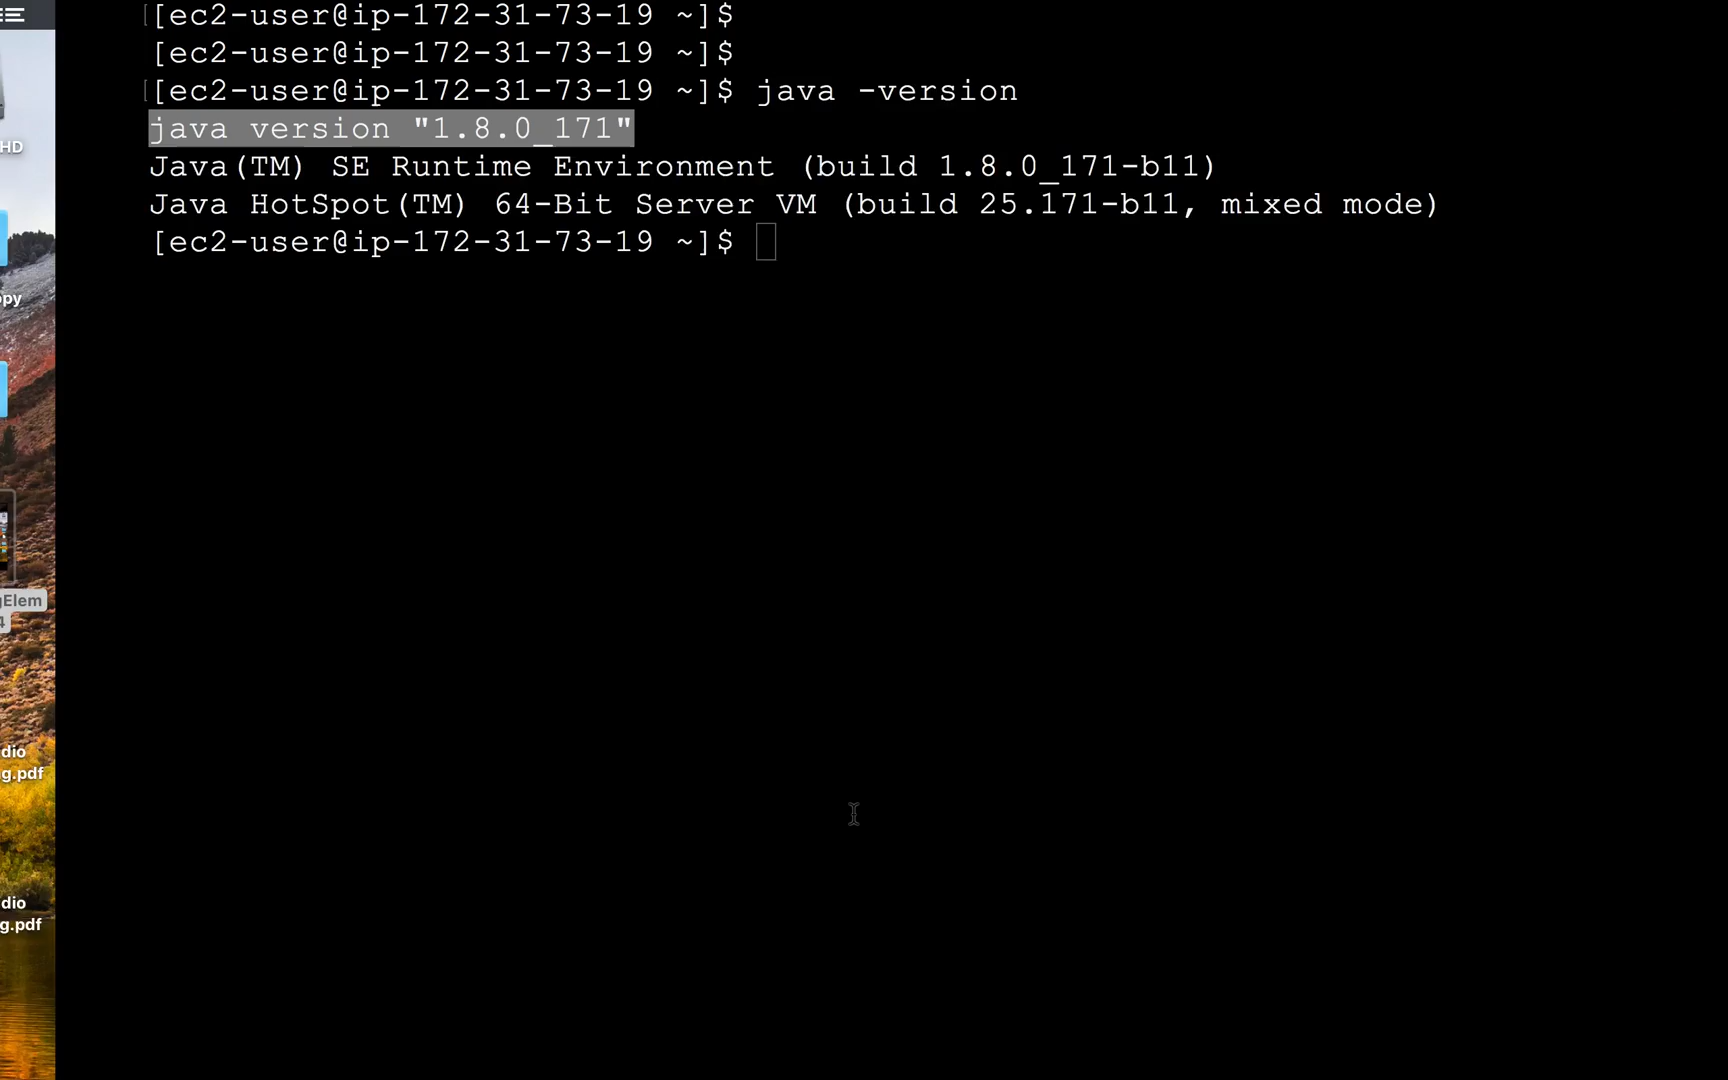 [ec2-user@ip-172-31-73-19 ~]$
[ec2-user@ip-172-31-73-19 ~]$
[ec2-user@ip-172-31-73-19 ~]$ java -version
java version "1.8.0_171"
Java(TM) SE Runtime Environment (build 1.8.0_171-b11)
Java HotSpot(TM) 64-Bit Server VM (build 25.171-b11, mixed mode)
[ec2-user@ip-172-31-73-19 ~]$
HD
opy
gElem
4
dio
g.pdf
dio
g.pdf